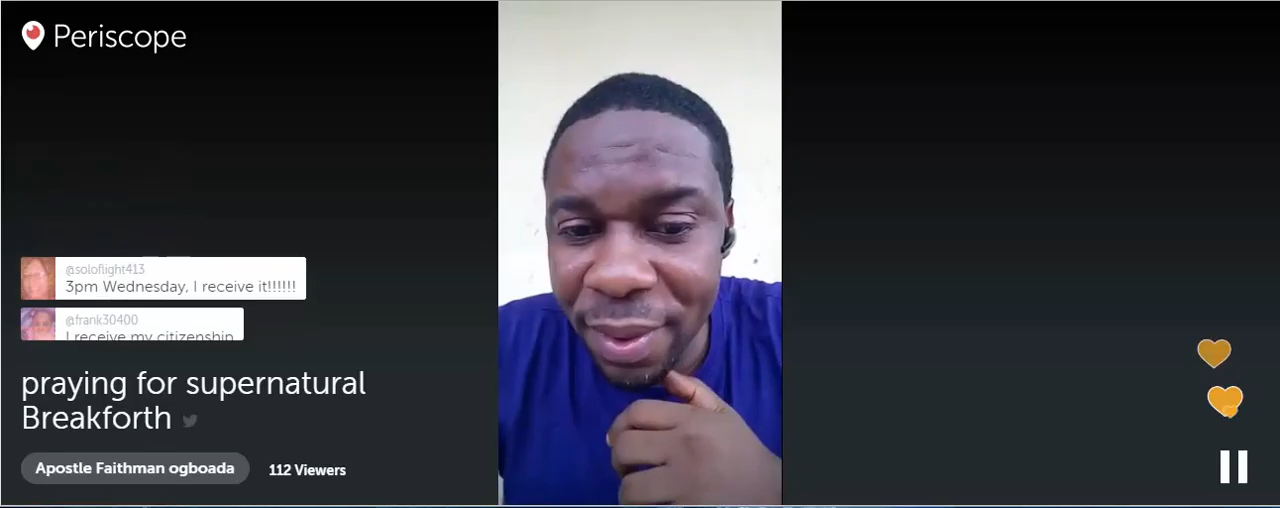 Periscope
@soloflight413
3pm Wednesday, I receive it!!!!!!
@frank30400
I receive my citizenship
praying for supernatural
Breakforth
Apostle Faithman ogboada
112 Viewers